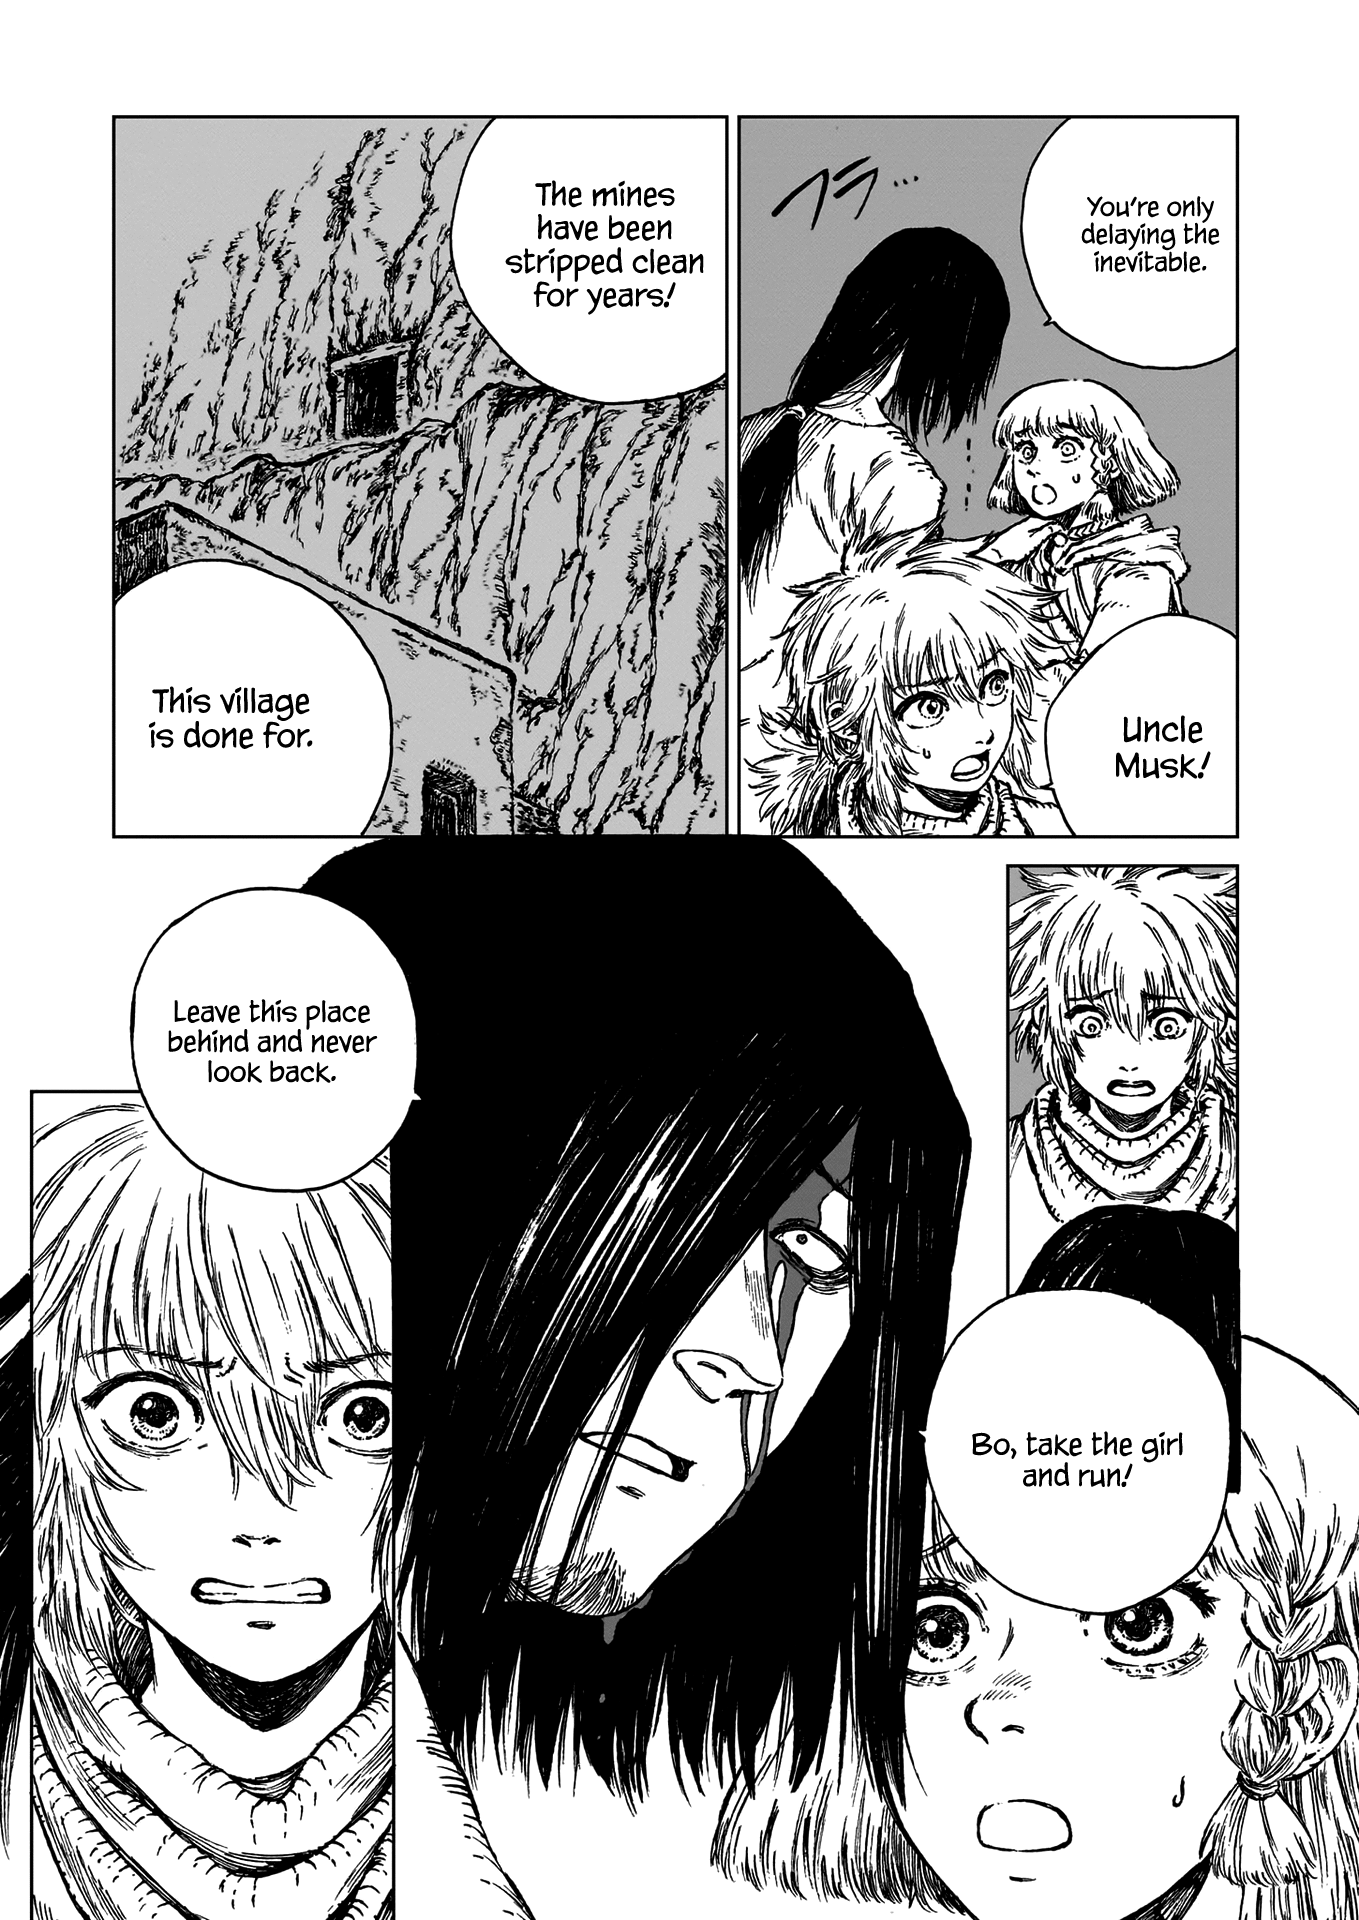 You're only
delaying the
inevitable.
フラ…
Uncle
Musk!
The mines
have been
stripped clean
for years!
This village
is done for.
Bo, take the girl
and run!
Leave this place
behind and never
look back.